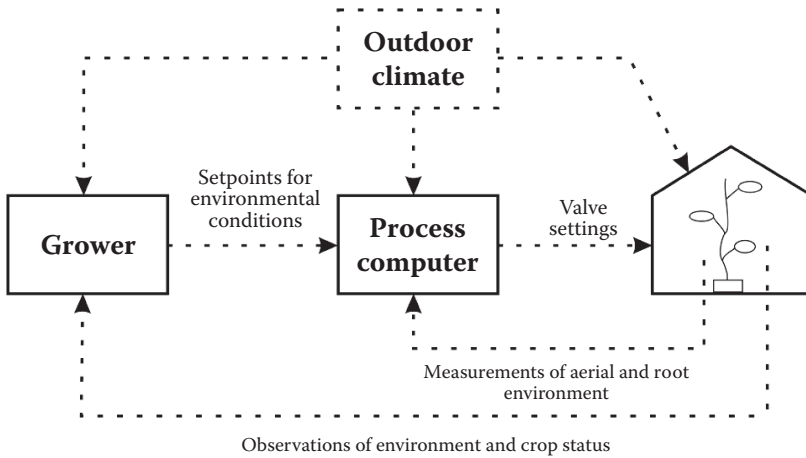 Outdoor
climate
Setpoints for
environmental
conditions
Valve
settings
Grower
Process
computer
Measurements of aerial and root
environment
Observations of environment and crop status